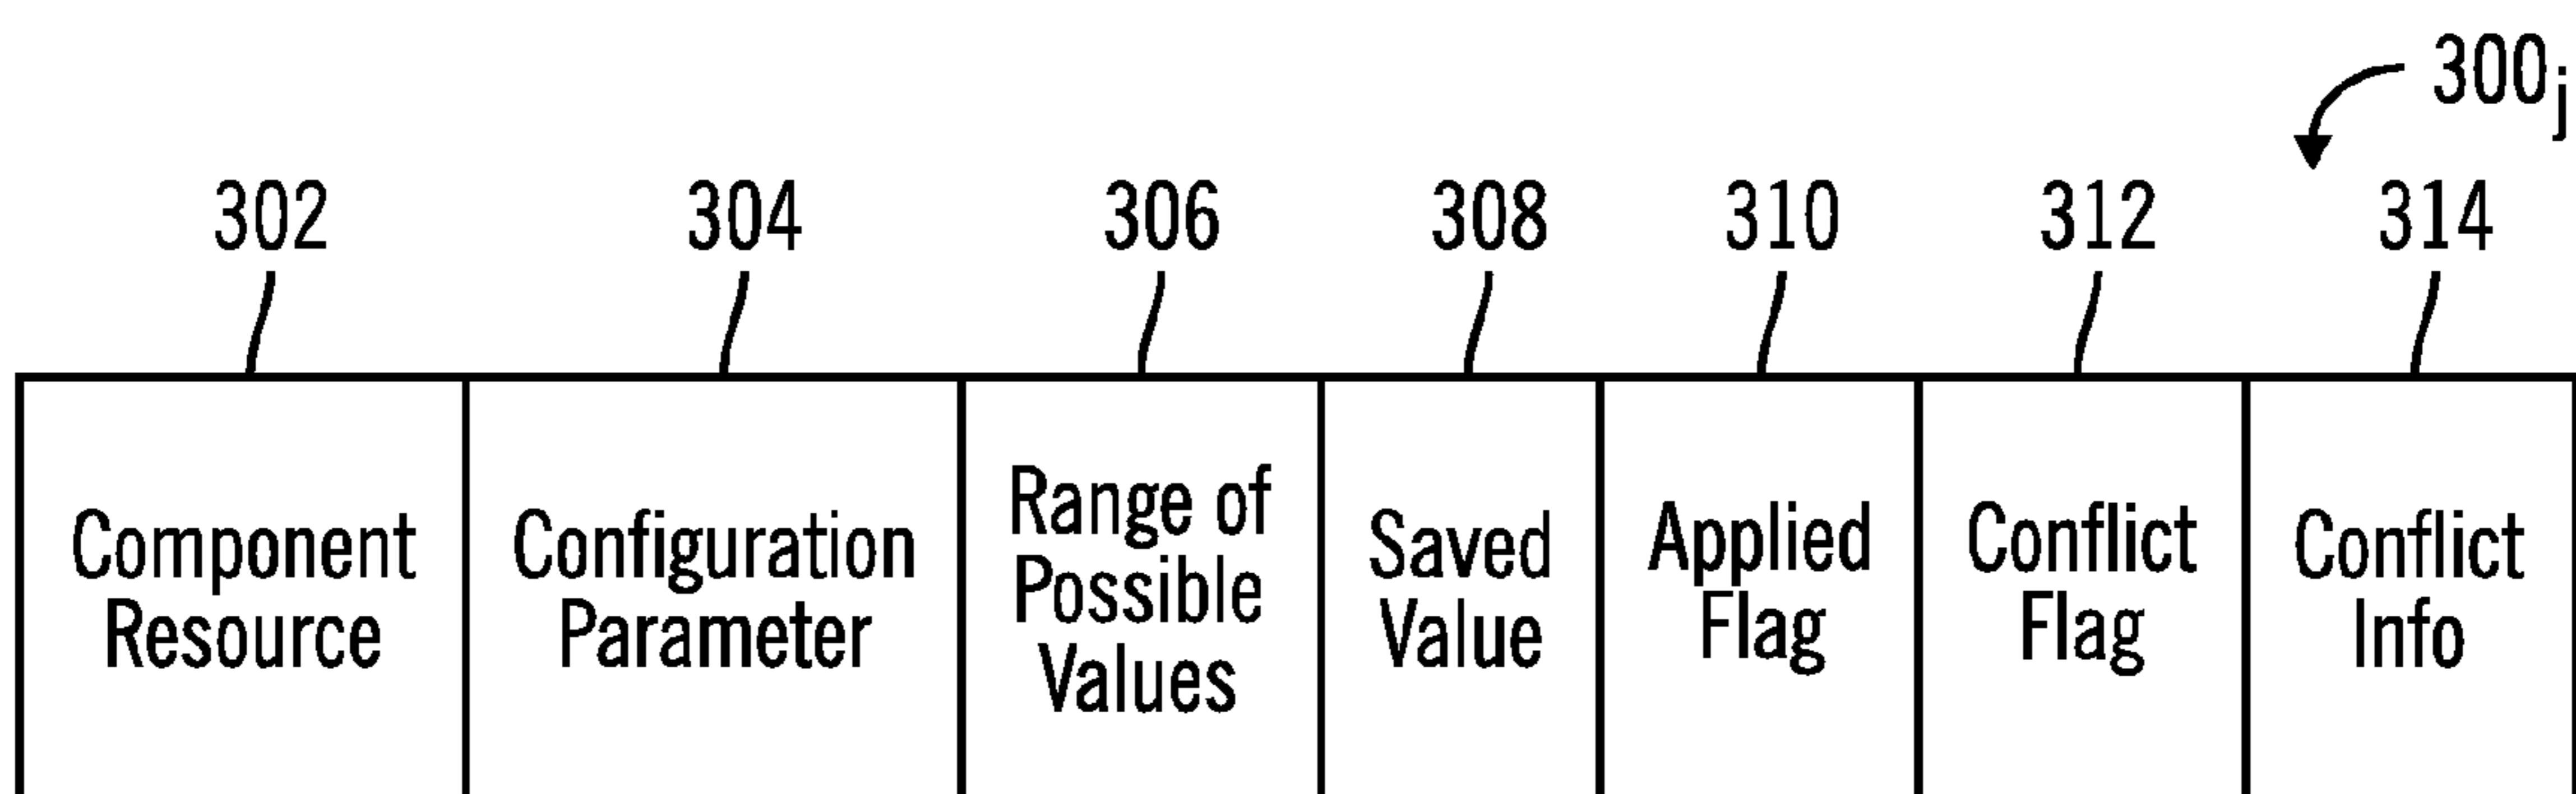 300j
302 304 306 308 310 312 314
Component
Resource
Configuration
Parameter
Range of
Possible
Values
Saved
Value
Applied
Flag
Conflict
Flag
Conflict
Info